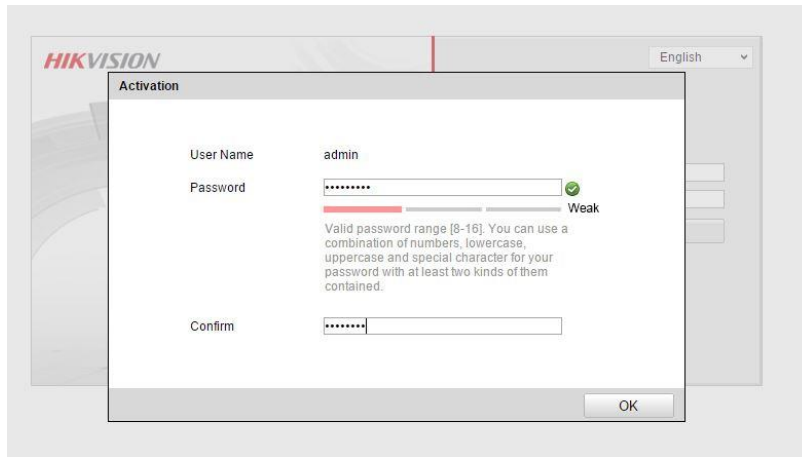 HIKVISION
English
Activation
User Name admin
Password •••••••••
Weak
Valid password range [8-16]. You can use a
combination of numbers, lowercase,
uppercase and special character for your
password with at least two kinds of them
contained.
Confirm ••••••••
OK